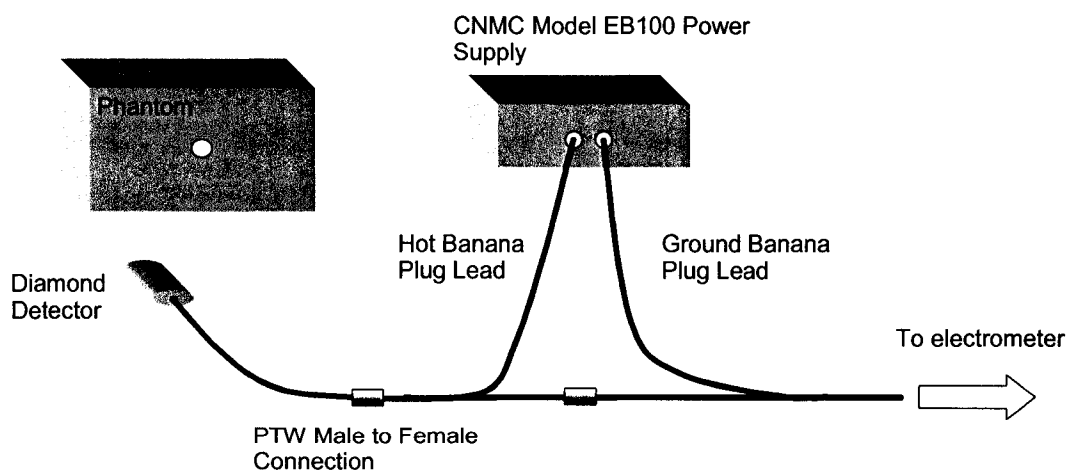 CNMC Model EB100 Power
Supply
Phantom
Hot Banana
Plug Lead
Ground Banana
Plug Lead
Diamond
Detector
To electrometer
PTW Male to Female
Connection